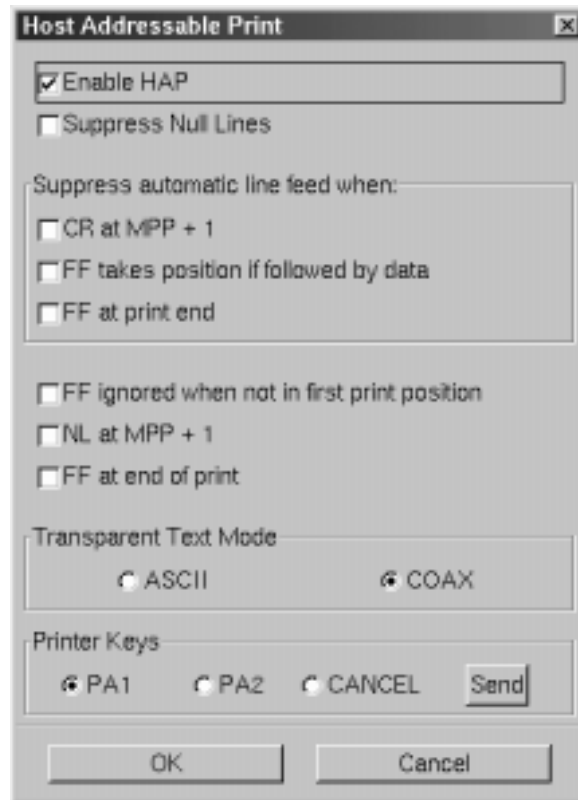 Host Addressable Print
Enable HAP
Suppress Null Lines
Suppress automatic line feed when:
CR at MPP + 1
FF takes position if followed by data
FF at print end
FF ignored when not in first print position
NL at MPP + 1
FF at end of print
Transparent Text Mode
ASCII COAX
Printer Keys
PA1 PA2 CANCEL Send
OK Cancel